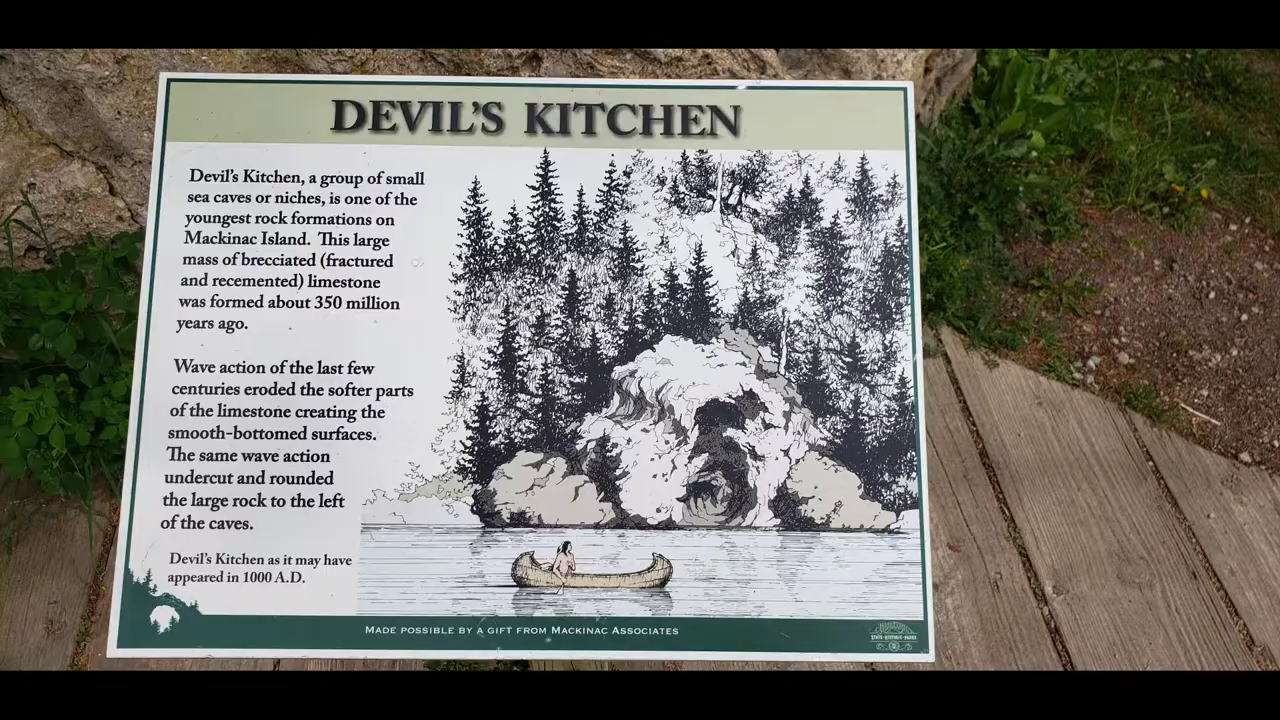 DEVIL'S KITCHEN
Devil's Kitchen, a group of small
sea caves or niches, is one of the
youngest rock formations on
Mackinac Island. This large
mass of brecciated (fractured
and recemented) limestone
was formed about 350 million
years ago.
Wave action of the last few
centuries eroded the softer parts
of the limestone creating the
smooth-bottomed surfaces.
The same wave action
undercut and rounded
the large rock to the left
of the caves.
Devil's Kitchen as it may have
appeared in 1000 A.D.
MADE POSSIBLE BY A GIFT FROM MACKINAC ASSOCIATES
STATE HISTORIC PARKS